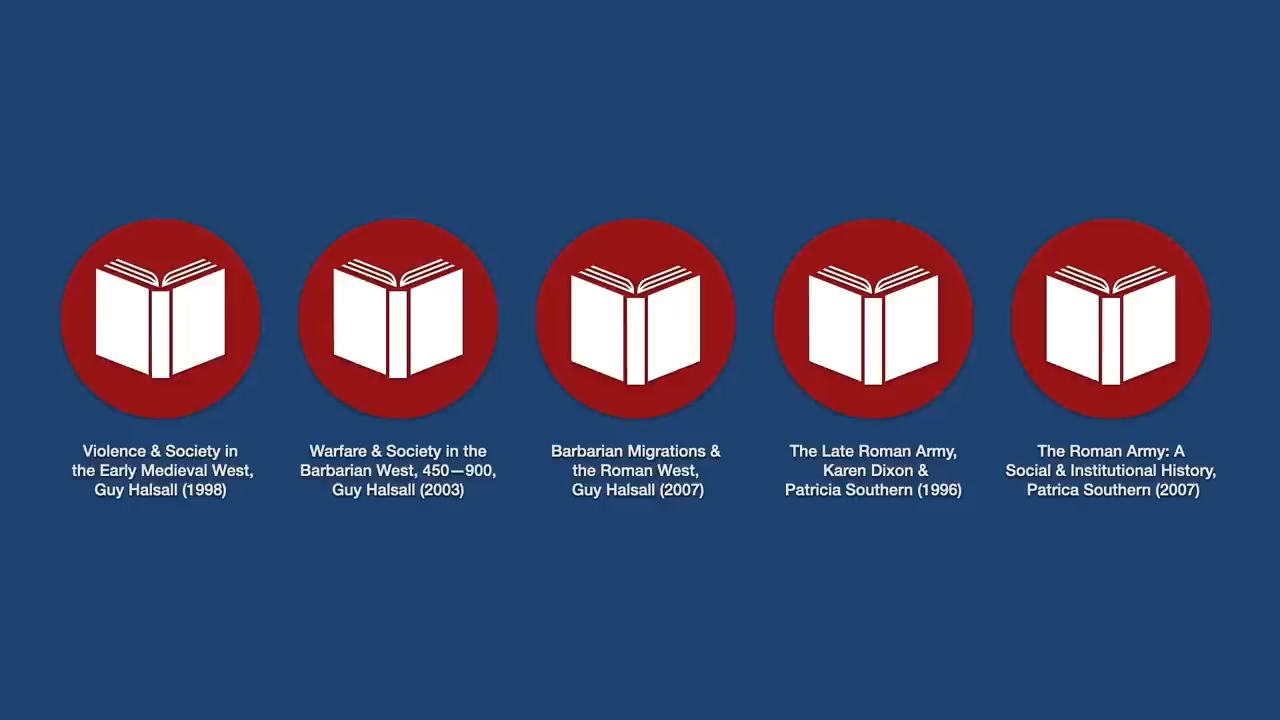 Violence & Society in
the Early Medieval West,
Guy Halsall (1998)
Warfare & Society in the
Barbarian West, 450—900,
Guy Halsall (2003)
Barbarian Migrations &
the Roman West,
Guy Halsall (2007)
The Late Roman Army,
Karen Dixon &
Patricia Southern (1996)
The Roman Army: A
Social & Institutional History,
Patrica Southern (2007)